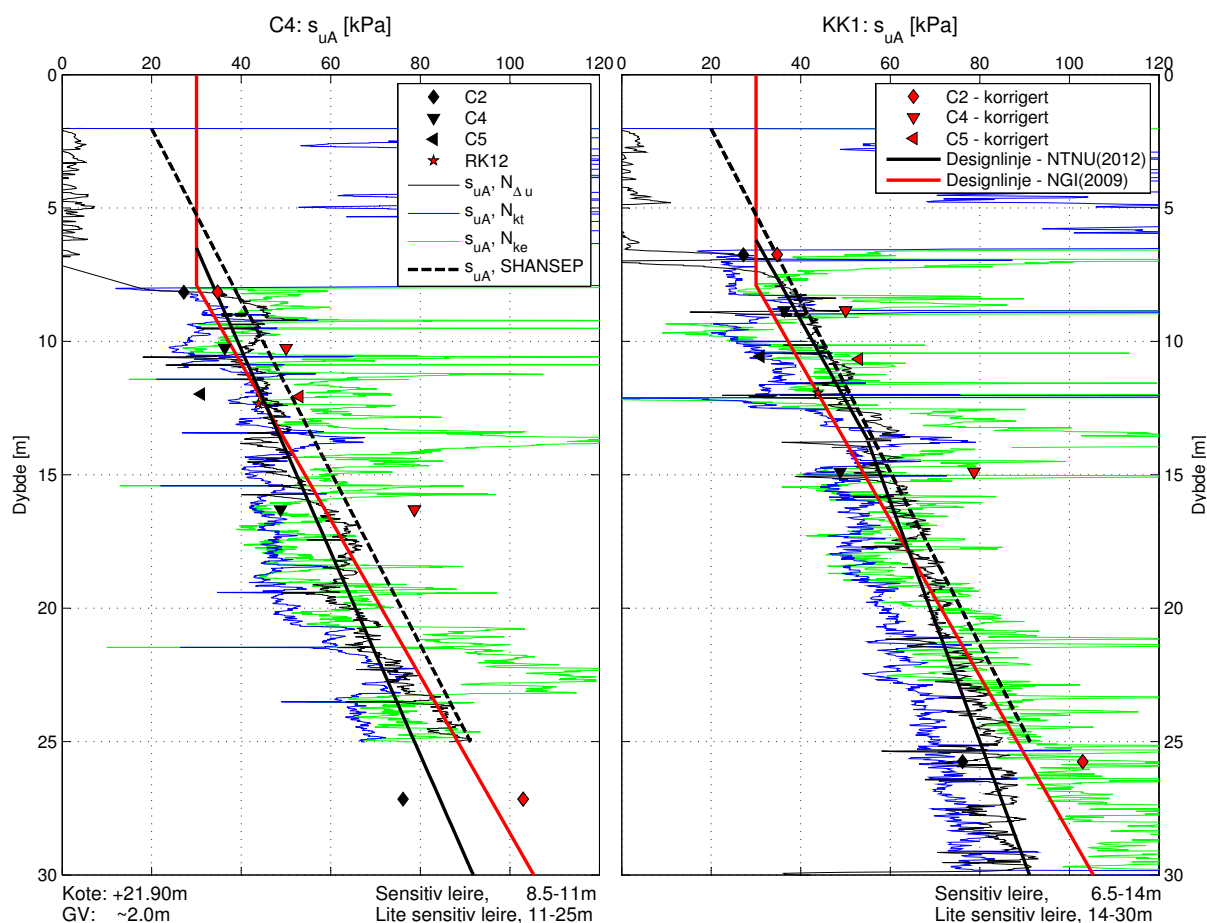 C4: s_uA [kPa]
0 20 40 60 80 100 120
0
5
10
15
20
25
30
Dybde [m]
C2
C4
C5
RK12
s_uA, N_Δu
s_uA, N_kt
s_uA, N_ke
s_uA, SHANSEP
Kote: +21.90m
GV: ~2.0m
Sensitiv leire, 8.5-11m
Lite sensitiv leire, 11-25m
KK1: s_uA [kPa]
0 20 40 60 80 100 120
C2 - korrigert
C4 - korrigert
C5 - korrigert
Designlinje - NTNU(2012)
Designlinje - NGI(2009)
0
5
10
15
20
25
30
Dybde [m]
Sensitiv leire, 6.5-14m
Lite sensitiv leire, 14-30m